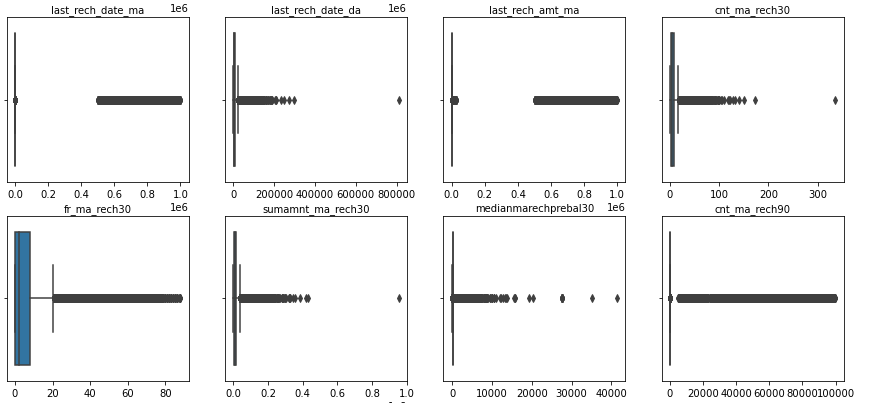 last_rech_date_ma 1e6
last_rech_date_da 1e6
last_rech_amt_ma
cnt_ma_rech30
0.0 0.2 0.4 0.6 0.8 1.0
0 200000 400000 600000 800000
0.0 0.2 0.4 0.6 0.8 1.0
0 100 200 300
fr_ma_rech30 1e6
sumamnt_ma_rech30
medianmarechprebal30 1e6
cnt_ma_rech90
0 20 40 60 80
0.0 0.2 0.4 0.6 0.8 1.0
0 10000 20000 30000 40000
0 20000 40000 60000 80000 100000